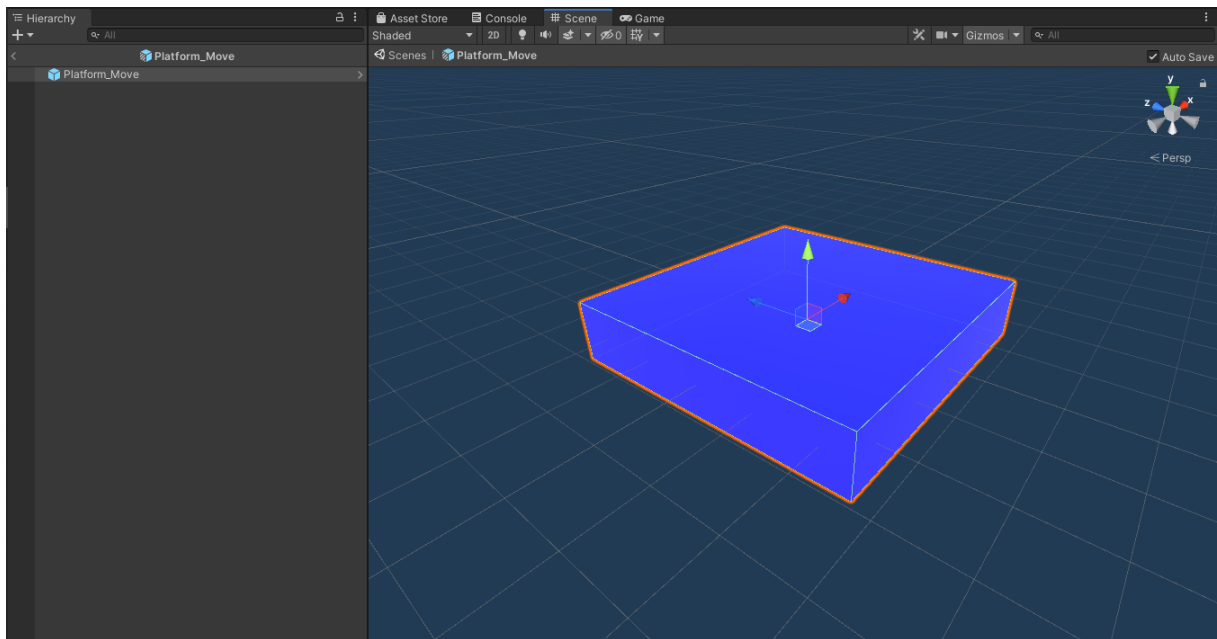 Hierarchy
All
Platform_Move
Platform_Move
Asset Store Console Scene Game
Shaded 2D 0 Gizmos All
Scenes Platform_Move Auto Save
y
z x
< Persp